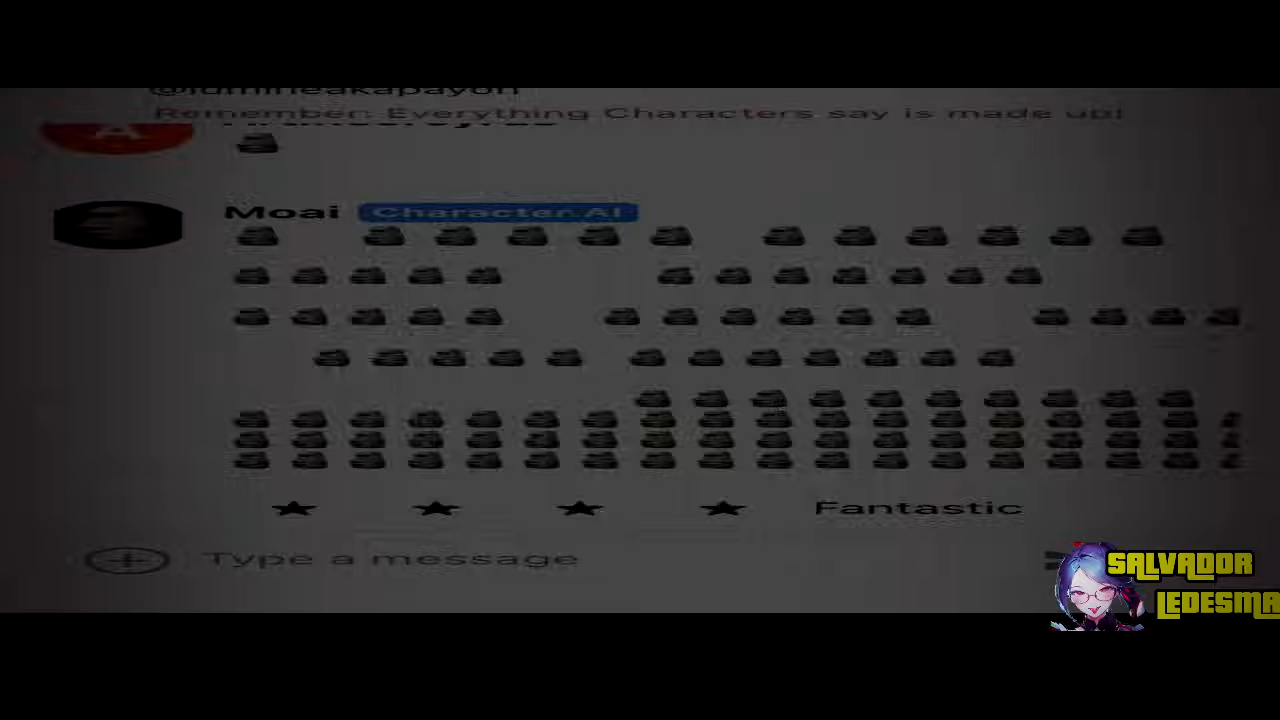 Remember: Everything Characters say is made up!
A
🗿
Moai Character.AI
🗿 🗿🗿🗿🗿🗿 🗿🗿🗿🗿🗿🗿
🗿🗿🗿🗿🗿 🗿🗿🗿🗿🗿🗿🗿
🗿🗿🗿🗿🗿 🗿🗿🗿🗿🗿🗿 🗿🗿🗿🗿
🗿🗿🗿🗿🗿 🗿🗿🗿🗿🗿🗿🗿
🗿🗿🗿🗿🗿🗿🗿🗿🗿🗿
🗿🗿🗿🗿🗿🗿🗿🗿🗿🗿🗿🗿🗿🗿🗿🗿🗿🗿
🗿🗿🗿🗿🗿🗿🗿🗿🗿🗿🗿🗿🗿🗿🗿🗿🗿🗿
🗿🗿🗿🗿🗿🗿🗿🗿🗿🗿🗿🗿🗿🗿🗿🗿🗿🗿
★ ★ ★ ★ Fantastic
Type a message
SALVADOR
LEDESMA